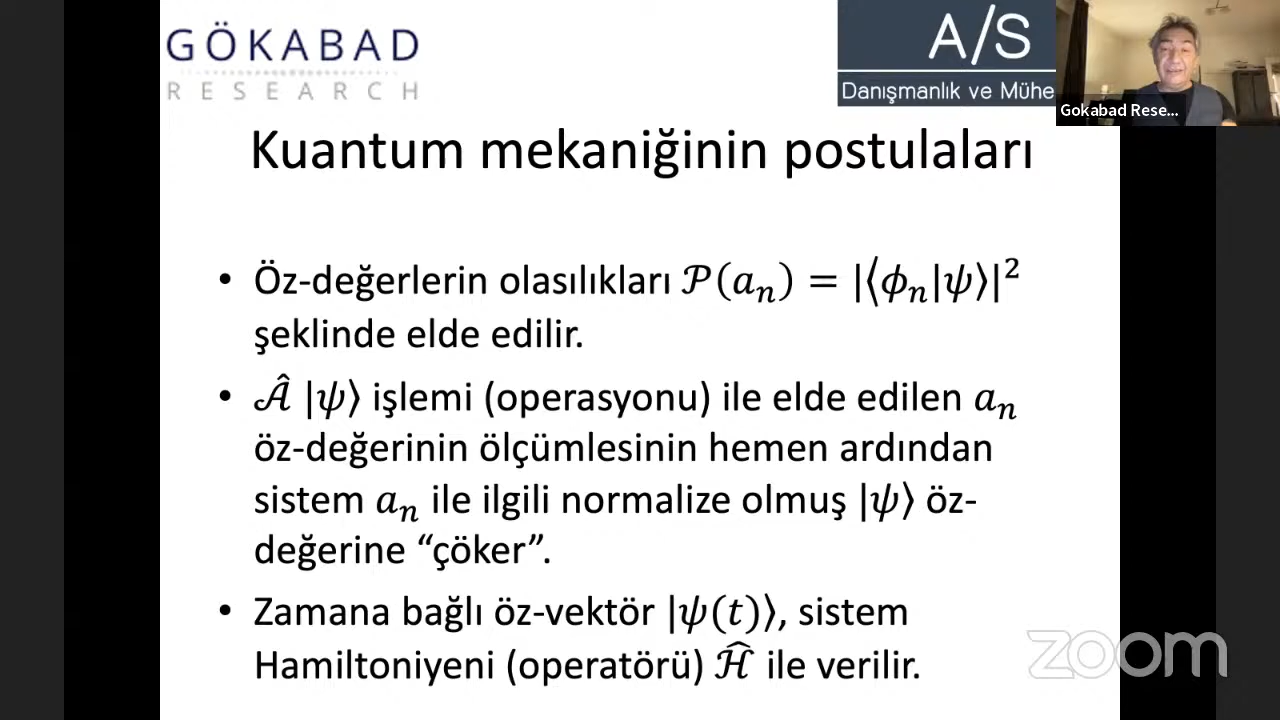 GÖKABAD
RESEARCH
A/S
Danışmanlık ve Mühe
Gokabad Rese...
Kuantum mekaniğinin postulaları
• Öz-değerlerin olasılıkları 𝒫(aₙ) = |⟨ϕₙ|ψ⟩|²
şeklinde elde edilir.
• 𝒜̂ |ψ⟩ işlemi (operasyonu) ile elde edilen aₙ
öz-değerinin ölçümlesinin hemen ardından
sistem aₙ ile ilgili normalize olmuş |ψ⟩ öz-
değerine “çöker”.
• Zamana bağlı öz-vektör |ψ(t)⟩, sistem
Hamiltoniyeni (operatörü) ℋ̂ ile verilir.
zoom